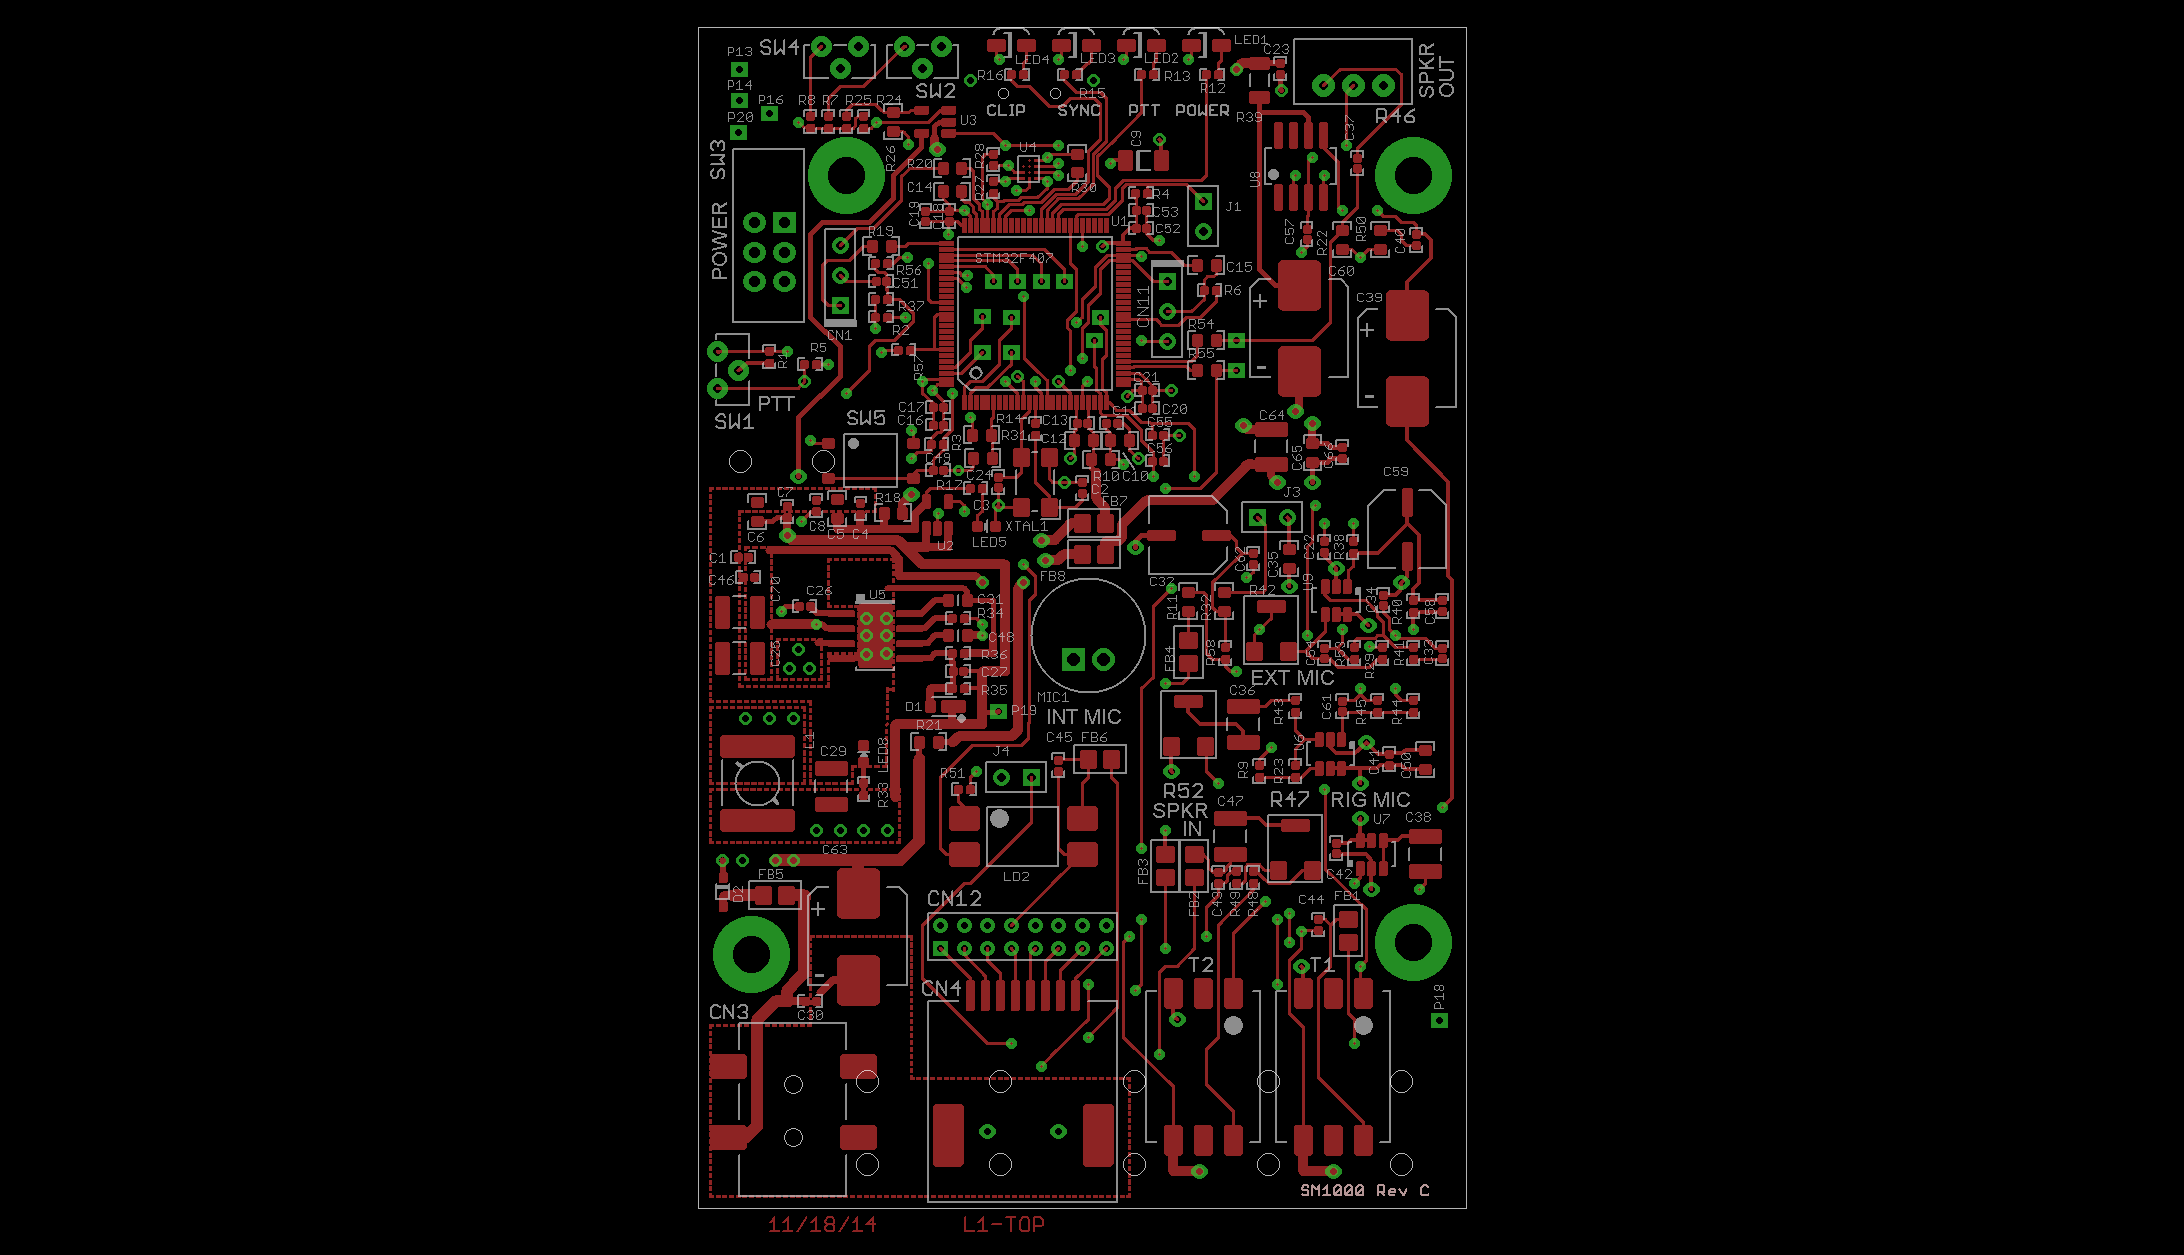 P13
SW4
LED4
LED3
LED2
LED1
C23
SPKR
OUT
R16
R15
R13
R12
P14
P16
R8
R7
R25
R24
SW2
CLIP
SYNC
PTT
POWER
R39
R46
P20
U3
C37
SW3
R26
R20
R28
U4
C9
C14
R27
R30
R4
U8
C19
C18
U1
C53
C52
J1
C57
R22
R50
C40
POWER
R19
R56
STM32F407
C15
C60
C51
R37
CN11
R6
C39
CN1
R2
R54
R5
R1
R57
R55
PTT
SW1
SW5
C17
C16
C21
C20
R14
C13
C11
C55
C64
R3
R31
C12
C56
C65
C66
C49
C24
R10
C10
C59
C7
R18
R17
C3
C2
FB7
J3
C6
C8
C5
C4
U2
XTAL1
LED5
C1
C46
C70
C26
U5
FB8
C32
C62
C35
C22
R38
U9
C31
R34
C48
R36
C27
R35
R11
R32
R42
C34
R40
C58
C25
FB4
R58
C54
R53
R29
R41
C33
EXT MIC
D1
P19
MIC1
INT MIC
C36
R43
C61
R45
R44
L1
R21
C29
LED8
R33
J4
C45
FB6
U6
R51
R9
R23
C41
C50
R52
SPKR
IN
C47
R47
RIG MIC
U7
C38
C63
LD2
FB5
D2
FB3
FB2
C43
R49
R48
C42
FB1
C44
CN12
T2
T1
CN4
CN3
C30
P18
SM1000 Rev C
11/18/14
L1-TOP